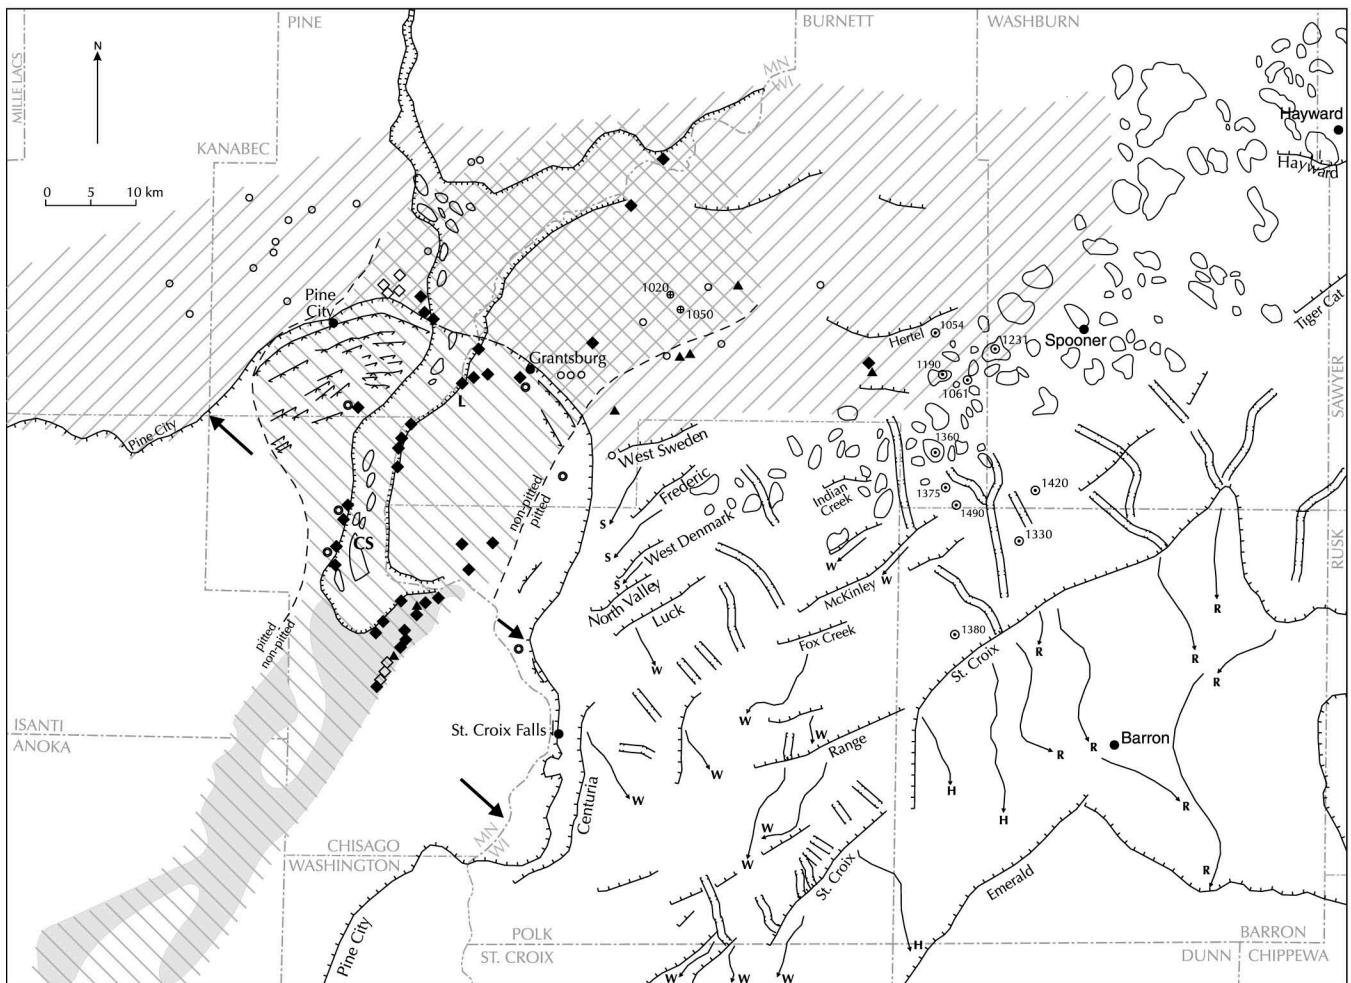 PINE
BURNETT
WASHBURN
MILLE LACS
N
MN
WI
KANABEC
Hayward
Hayward
0 5 10 km
1020
1050
Pine
City
Tiger Cat
Hertel
1054
1231
Spooner
Grantsburg
1190
1061
L
SAWYER
Pine City
West Sweden
1360
Frederic
non-pitted
pitted
Indian
Creek
1375
1420
1490
S
West Denmark
CS
1330
RUSK
S
W
W
S
North Valley
McKinley
Luck
R
pitted
non-pitted
Fox Creek
1380
St. Croix
W
R
R
R
ISANTI
ANOKA
St. Croix Falls
W
W
Range
R
R
Barron
W
H
W
Centuria
R
H
W
MN
WI
CHISAGO
WASHINGTON
W
St. Croix
Emerald
R
Pine City
POLK
ST. CROIX
H
BARRON
DUNN
CHIPPEWA
W
W
W